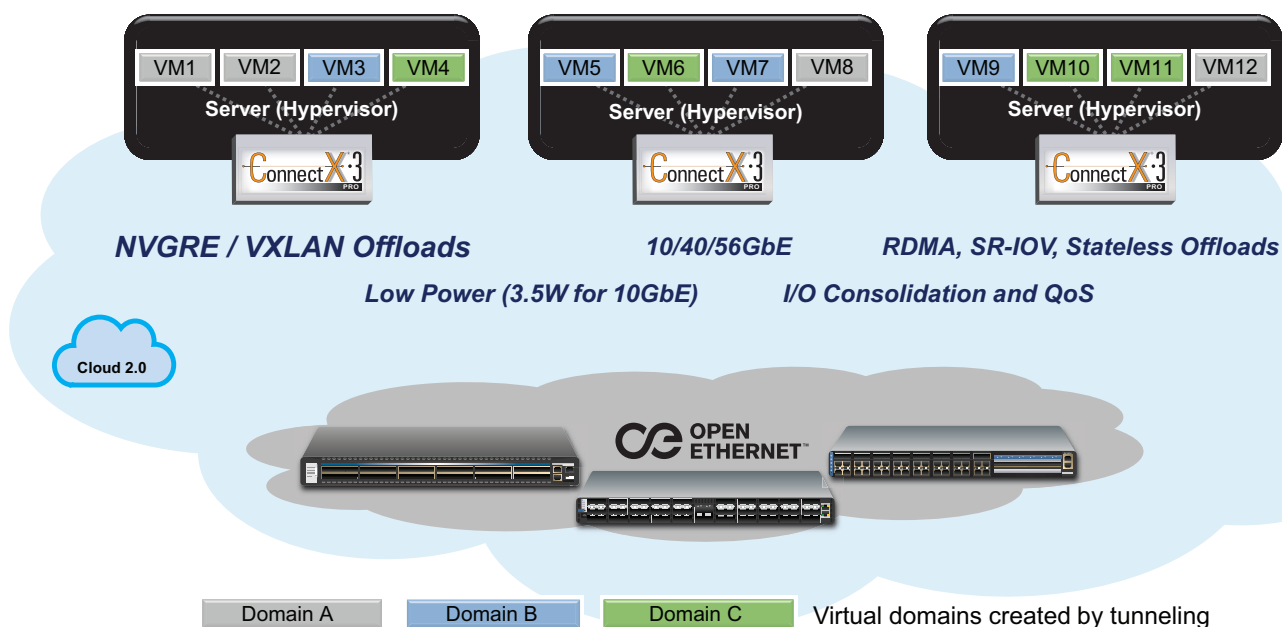 VM1 VM2 VM3 VM4
Server (Hypervisor)
ConnectX·3
PRO
VM5 VM6 VM7 VM8
Server (Hypervisor)
ConnectX·3
PRO
VM9 VM10 VM11 VM12
Server (Hypervisor)
ConnectX·3
PRO
NVGRE / VXLAN Offloads
10/40/56GbE
RDMA, SR-IOV, Stateless Offloads
Low Power (3.5W for 10GbE)
I/O Consolidation and QoS
Cloud 2.0
OPEN
ETHERNET™
Domain A
Domain B
Domain C
Virtual domains created by tunneling